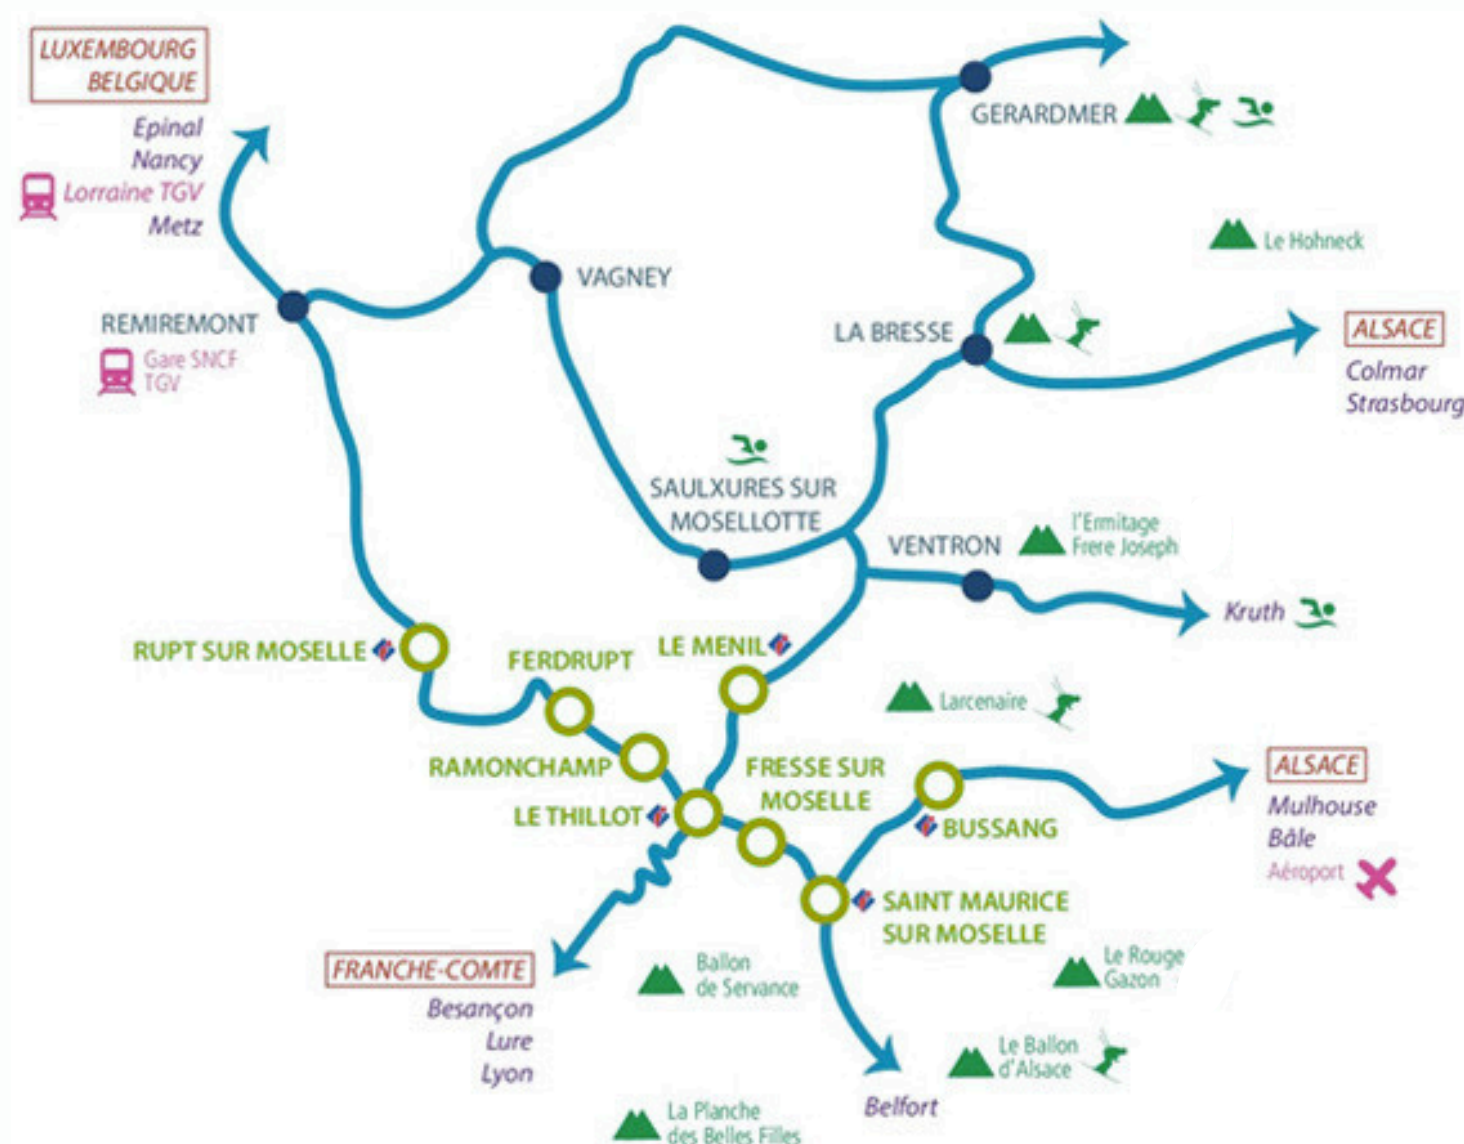 LUXEMBOURG
BELGIQUE
Epinal
Nancy
Lorraine TGV
Metz
GERARDMER
Le Hohneck
VAGNEY
REMIREMONT
Gare SNCF
TGV
LA BRESSE
ALSACE
Colmar
Strasbourg
SAULXURES SUR
MOSELLOTTE
VENTRON
l'Ermitage
Frere Joseph
Kruth
RUPT SUR MOSELLE
FERDRUPT
LE MENIL
Larcenaire
RAMONCHAMP
FRESSE SUR
MOSELLE
LE THILLOT
BUSSANG
ALSACE
Mulhouse
Bâle
Aéroport
SAINT MAURICE
SUR MOSELLE
FRANCHE-COMTE
Besançon
Lure
Lyon
Ballon
de Servance
Le Rouge
Gazon
Le Ballon
d'Alsace
Belfort
La Planche
des Belles Filles